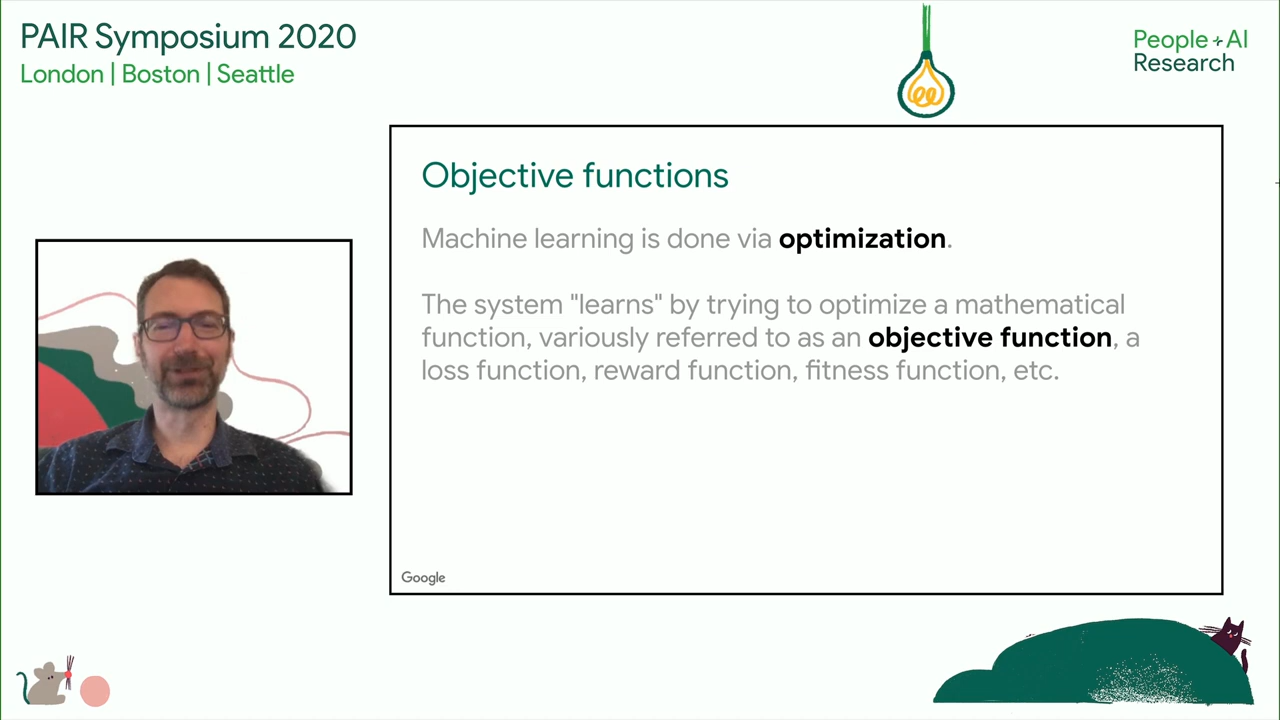 PAIR Symposium 2020
London | Boston | Seattle
People + AI
Research
Objective functions
Machine learning is done via optimization.
The system "learns" by trying to optimize a mathematical
function, variously referred to as an objective function, a
loss function, reward function, fitness function, etc.
Google